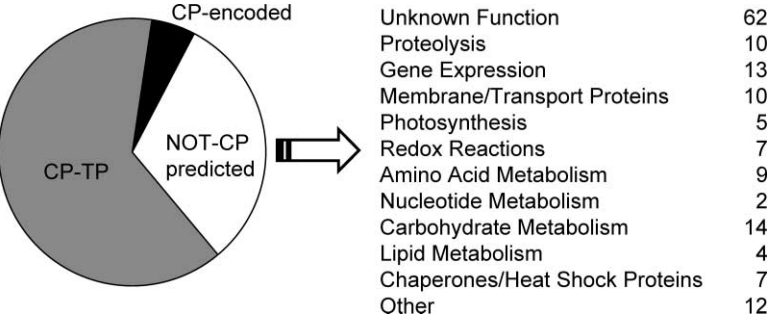 CP-encoded
NOT-CP
predicted
CP-TP
Unknown Function 62
Proteolysis 10
Gene Expression 13
Membrane/Transport Proteins 10
Photosynthesis 5
Redox Reactions 7
Amino Acid Metabolism 9
Nucleotide Metabolism 2
Carbohydrate Metabolism 14
Lipid Metabolism 4
Chaperones/Heat Shock Proteins 7
Other 12